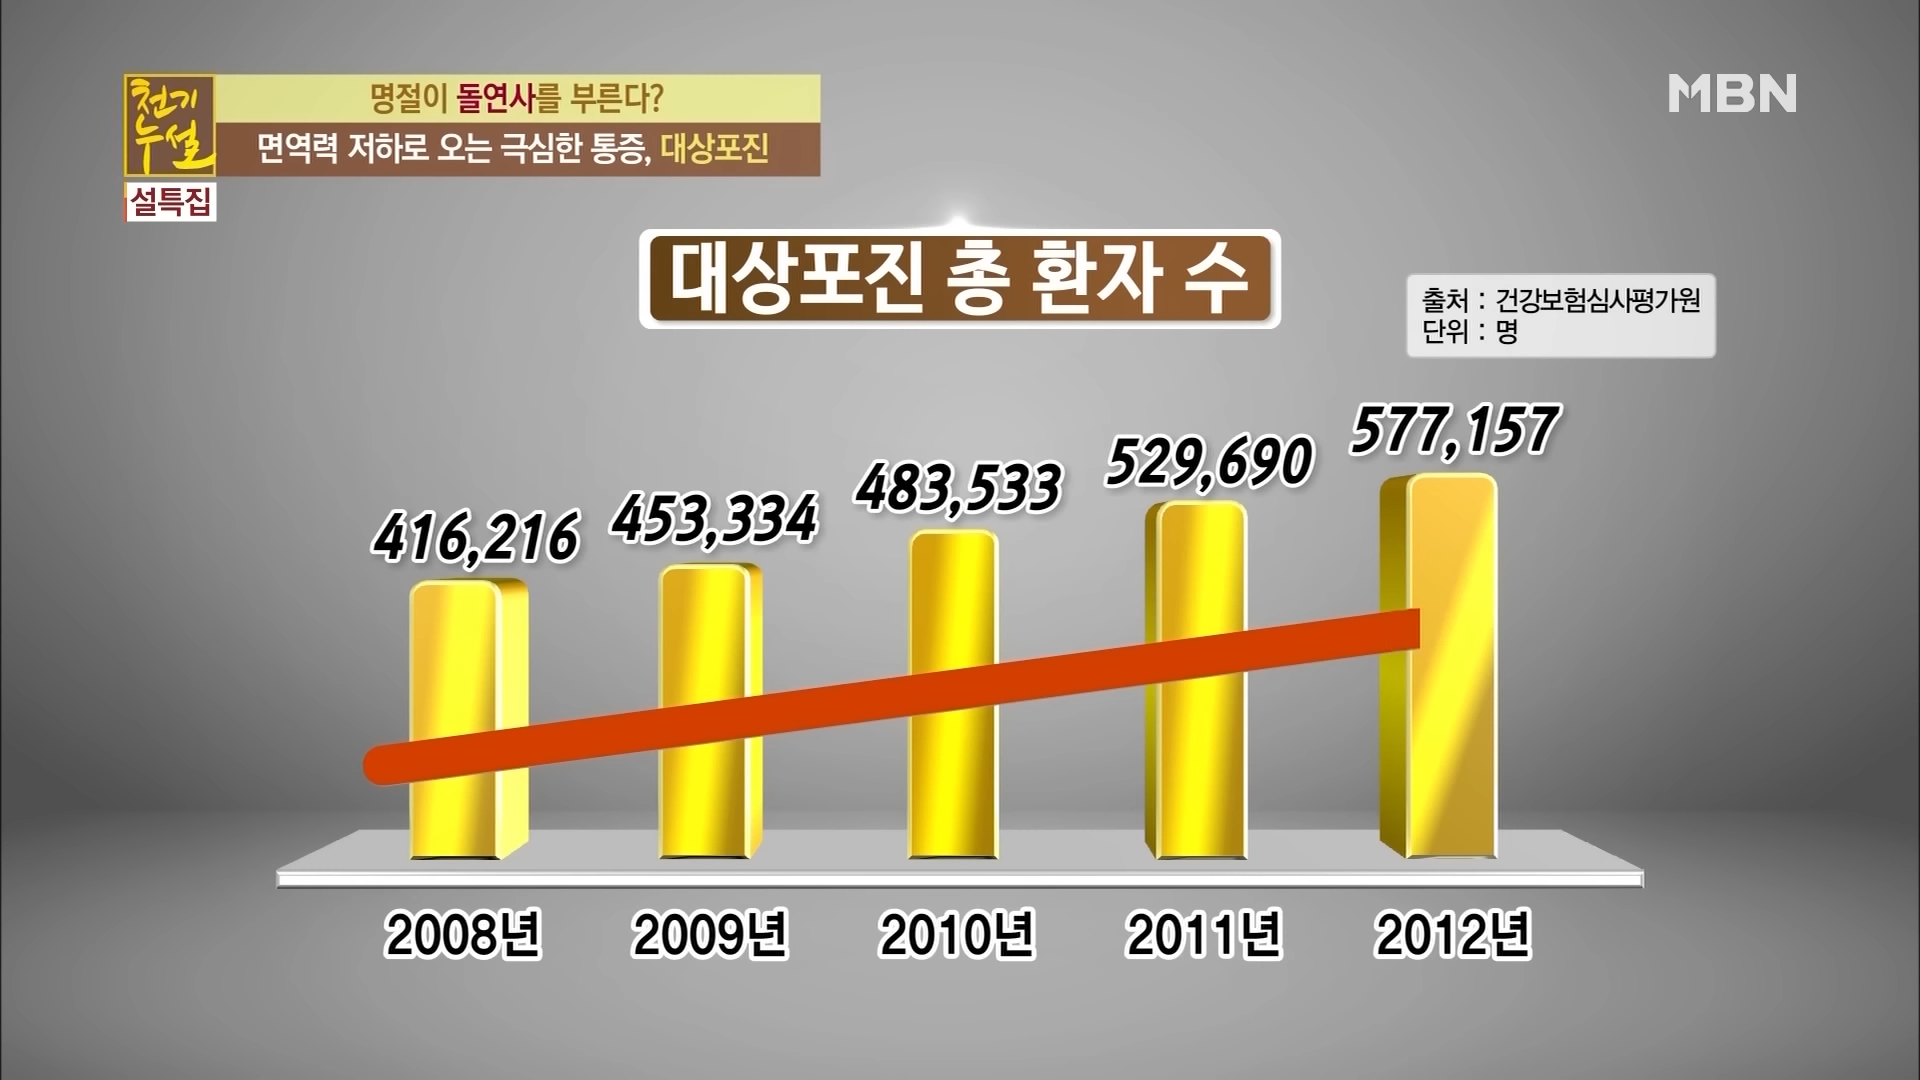 천기누설
명절이 돌연사를 부른다?
면역력 저하로 오는 극심한 통증, 대상포진
설특집
MBN
대상포진 총 환자 수
출처 : 건강보험심사평가원
단위 : 명
416,216
453,334
483,533
529,690
577,157
2008년
2009년
2010년
2011년
2012년